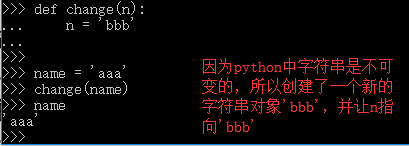 >>> def change(n):
...     n = 'bbb'
...
>>>
>>> name = 'aaa'
>>> change(name)
>>> name
'aaa'
>>>
因为python中字符串是不可
变的，所以创建了一个新的
字符串对象'bbb'，并让n指
向'bbb'